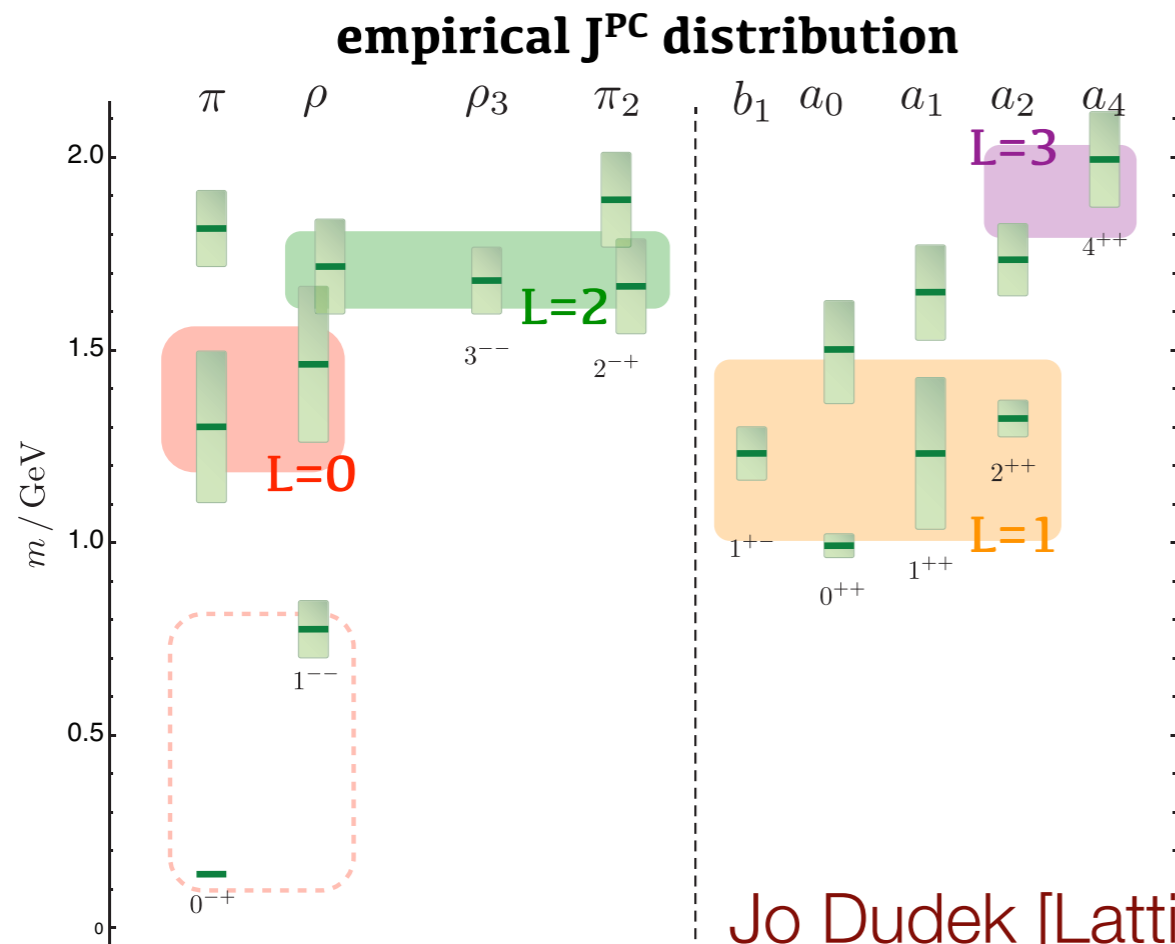 empirical J^PC distribution
π ρ ρ₃ π₂ b₁ a₀ a₁ a₂ a₄
L=3
2.0
4⁺⁺
L=2
1.5
3⁻⁻ 2⁻⁺
L=0
2⁺⁺
m / GeV
1.0
1⁺⁻ L=1
0⁺⁺ 1⁺⁺
1⁻⁻
0.5
0⁻⁺
0
Jo Dudek [Latti